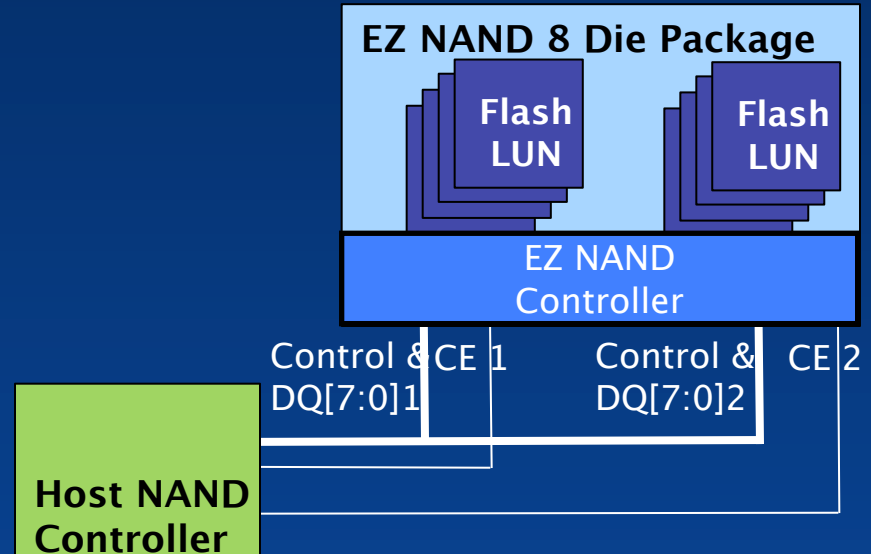 EZ NAND 8 Die Package
Flash
LUN
Flash
LUN
EZ NAND
Controller
Control &
DQ[7:0]1
CE 1
Control &
DQ[7:0]2
CE 2
Host NAND
Controller